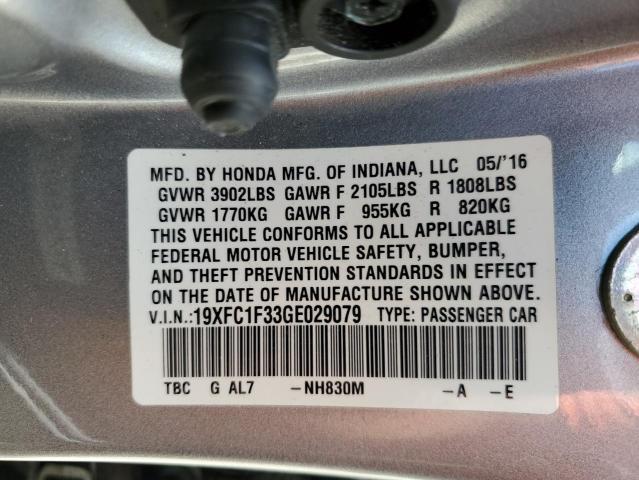 MFD. BY HONDA MFG. OF INDIANA, LLC 05/'16
GVWR 3902LBS GAWR F 2105LBS R 1808LBS
GVWR 1770KG GAWR F 955KG R 820KG
THIS VEHICLE CONFORMS TO ALL APPLICABLE
FEDERAL MOTOR VEHICLE SAFETY, BUMPER,
AND THEFT PREVENTION STANDARDS IN EFFECT
ON THE DATE OF MANUFACTURE SHOWN ABOVE.
V.I.N.:19XFC1F33GE029079 TYPE: PASSENGER CAR
TBC G AL7 -NH830M -A -E